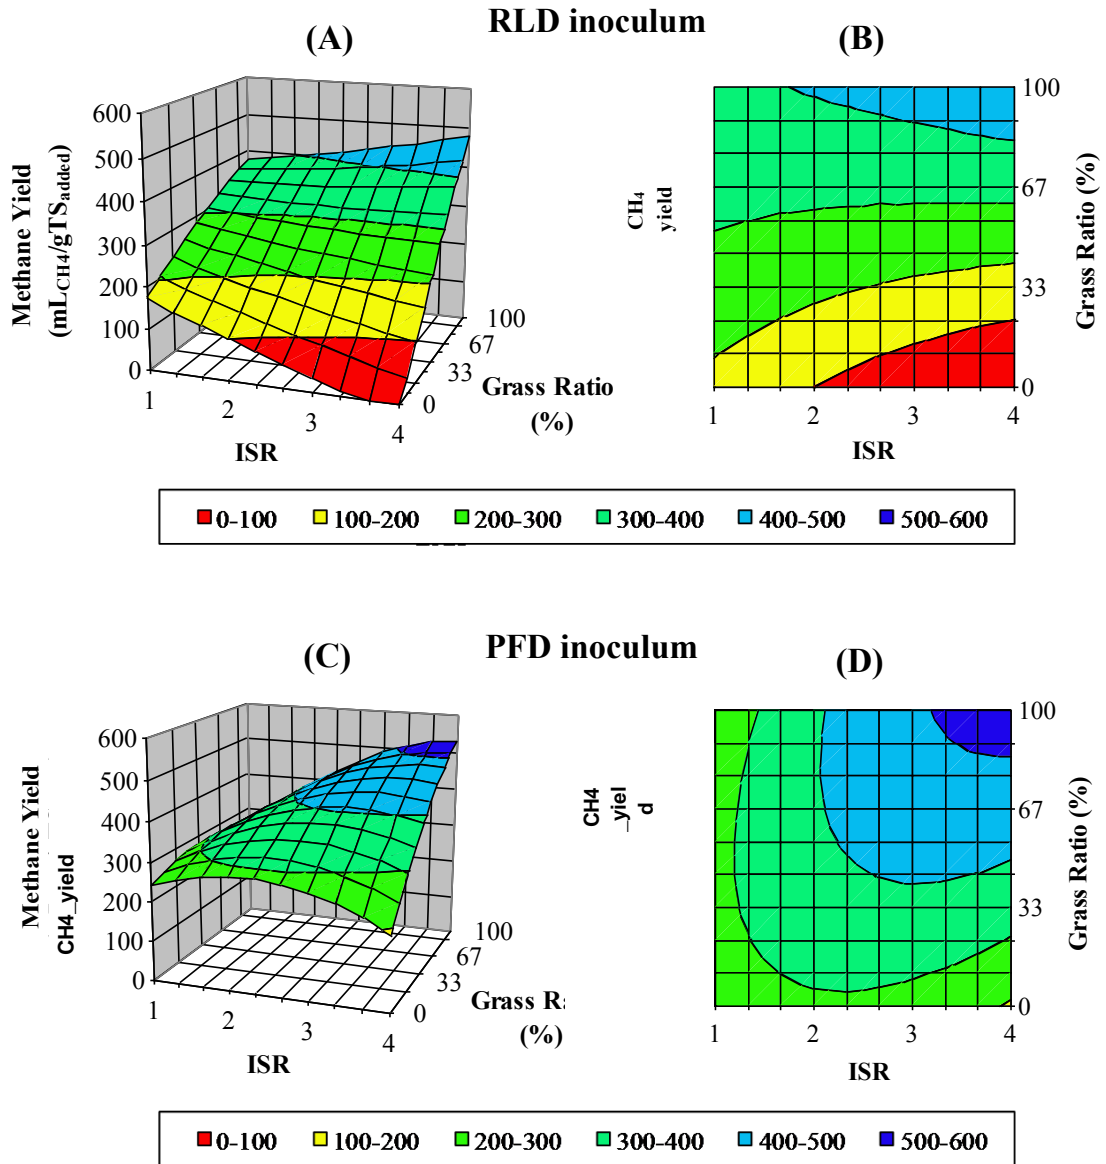 RLD inoculum
(A)
(B)
600
500
400
300
200
100
0
Methane Yield
(mLCH4/gTSadded)
1
2
3
4
ISR
0
33
67
100
Grass Ratio
(%)
CH4
yield
100
67
33
0
Grass Ratio (%)
1
2
3
4
ISR
0-100 100-200 200-300 300-400 400-500 500-600
PFD inoculum
(C)
(D)
600
500
400
300
200
100
0
Methane Yield
CH4_yield
1
2
3
4
ISR
0
33
67
100
Grass Ra
(%)
CH4
_yiel
d
100
67
33
0
Grass Ratio (%)
1
2
3
4
ISR
0-100 100-200 200-300 300-400 400-500 500-600